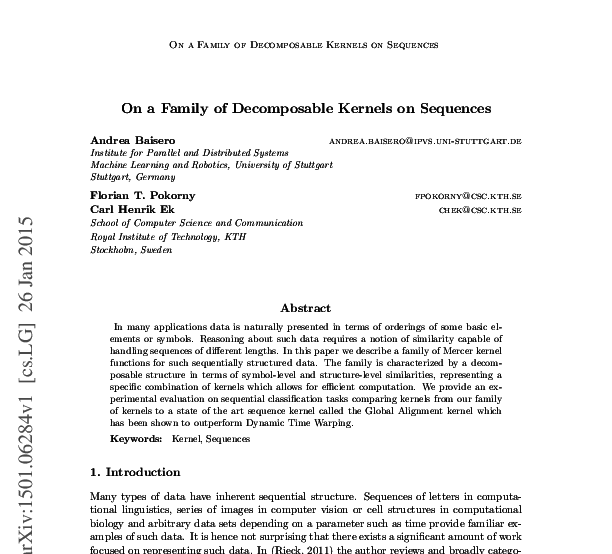 On a Family of Decomposable Kernels on Sequences
On a Family of Decomposable Kernels on Sequences
Andrea Baisero andrea.baisero@ipvs.uni-stuttgart.de
Institute for Parallel and Distributed Systems
Machine Learning and Robotics, University of Stuttgart
Stuttgart, Germany
Florian T. Pokorny fpokorny@csc.kth.se
Carl Henrik Ek chek@csc.kth.se
School of Computer Science and Communication
Royal Institute of Technology, KTH
Stockholm, Sweden
Abstract
In many applications data is naturally presented in terms of orderings of some basic el-
ements or symbols. Reasoning about such data requires a notion of similarity capable of
handling sequences of different lengths. In this paper we describe a family of Mercer kernel
functions for such sequentially structured data. The family is characterized by a decom-
posable structure in terms of symbol-level and structure-level similarities, representing a
specific combination of kernels which allows for efficient computation. We provide an ex-
perimental evaluation on sequential classification tasks comparing kernels from our family
of kernels to a state of the art sequence kernel called the Global Alignment kernel which
has been shown to outperform Dynamic Time Warping.
Keywords: Kernel, Sequences
1. Introduction
Many types of data have inherent sequential structure. Sequences of letters in computa-
tional linguistics, series of images in computer vision or cell structures in computational
biology and arbitrary data sets depending on a parameter such as time provide familiar ex-
amples of such data. It is hence not surprising that there exists a significant amount of work
focused on representing such data. In (Rieck, 2011) the author reviews and broadly catego-
arXiv:1501.06284v1 [cs.LG] 26 Jan 2015